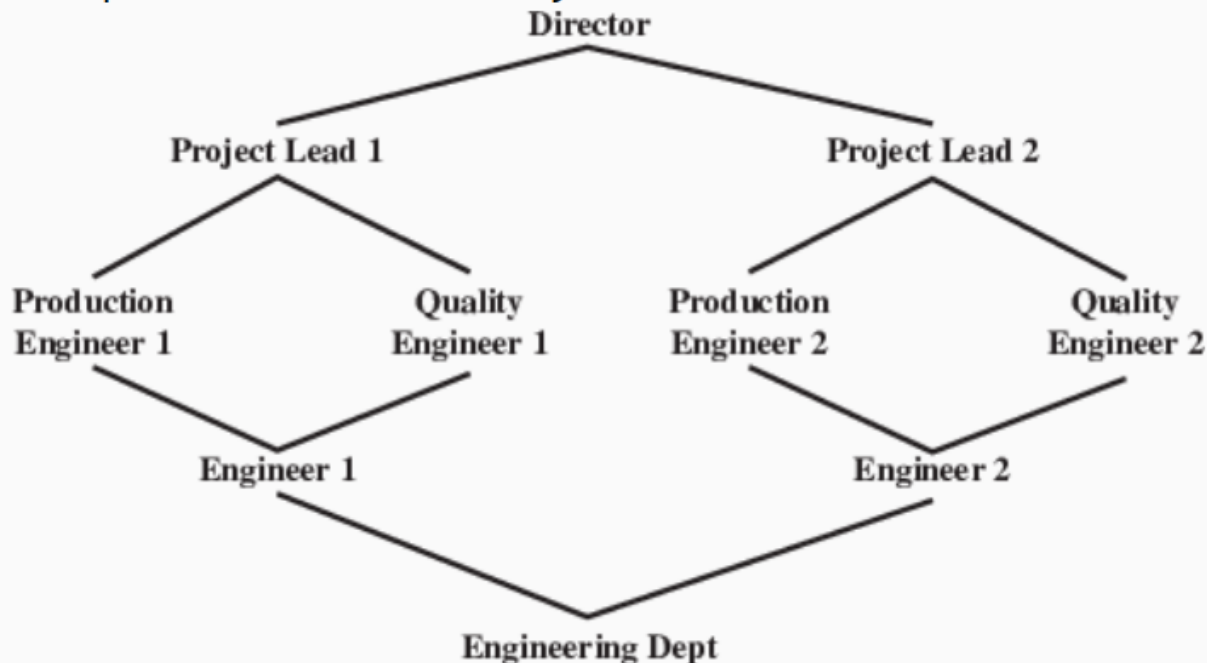 Director
Project Lead 1
Project Lead 2
Production
Engineer 1
Quality
Engineer 1
Production
Engineer 2
Quality
Engineer 2
Engineer 1
Engineer 2
Engineering Dept